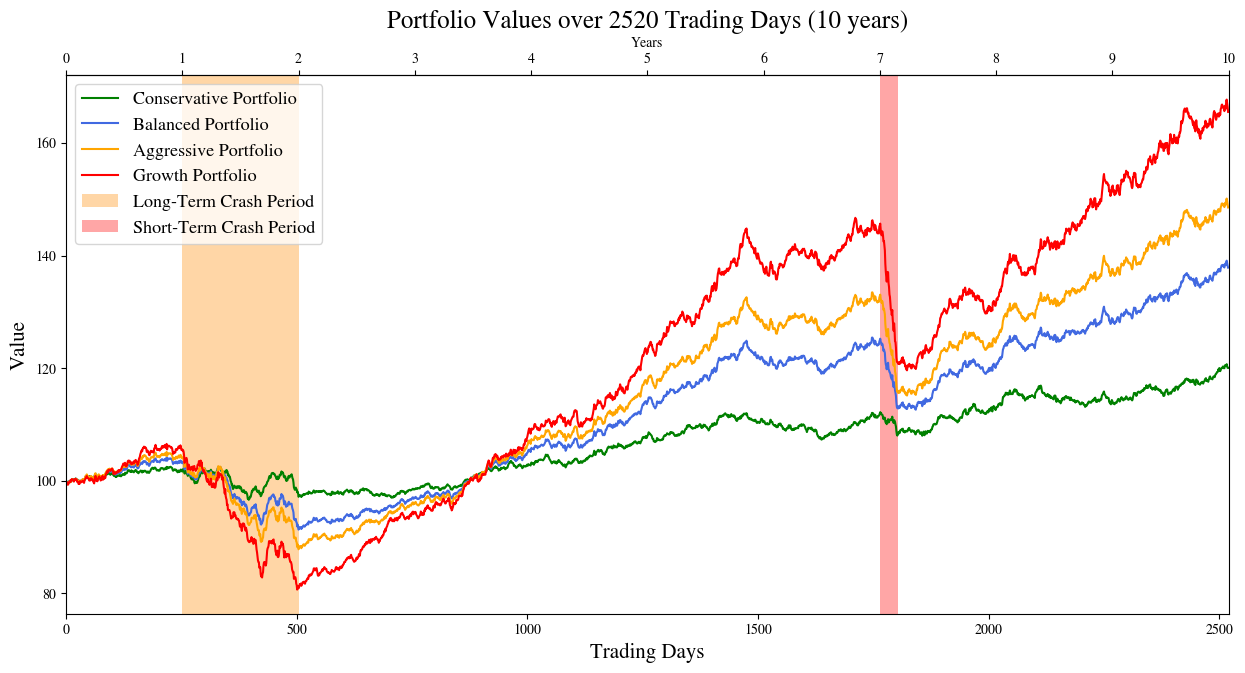 Portfolio Values over 2520 Trading Days (10 years)
Years
0 1 2 3 4 5 6 7 8 9 10
Conservative Portfolio
Balanced Portfolio
Aggressive Portfolio
Growth Portfolio
Long-Term Crash Period
Short-Term Crash Period
Value
160
140
120
100
80
0 500 1000 1500 2000 2500
Trading Days